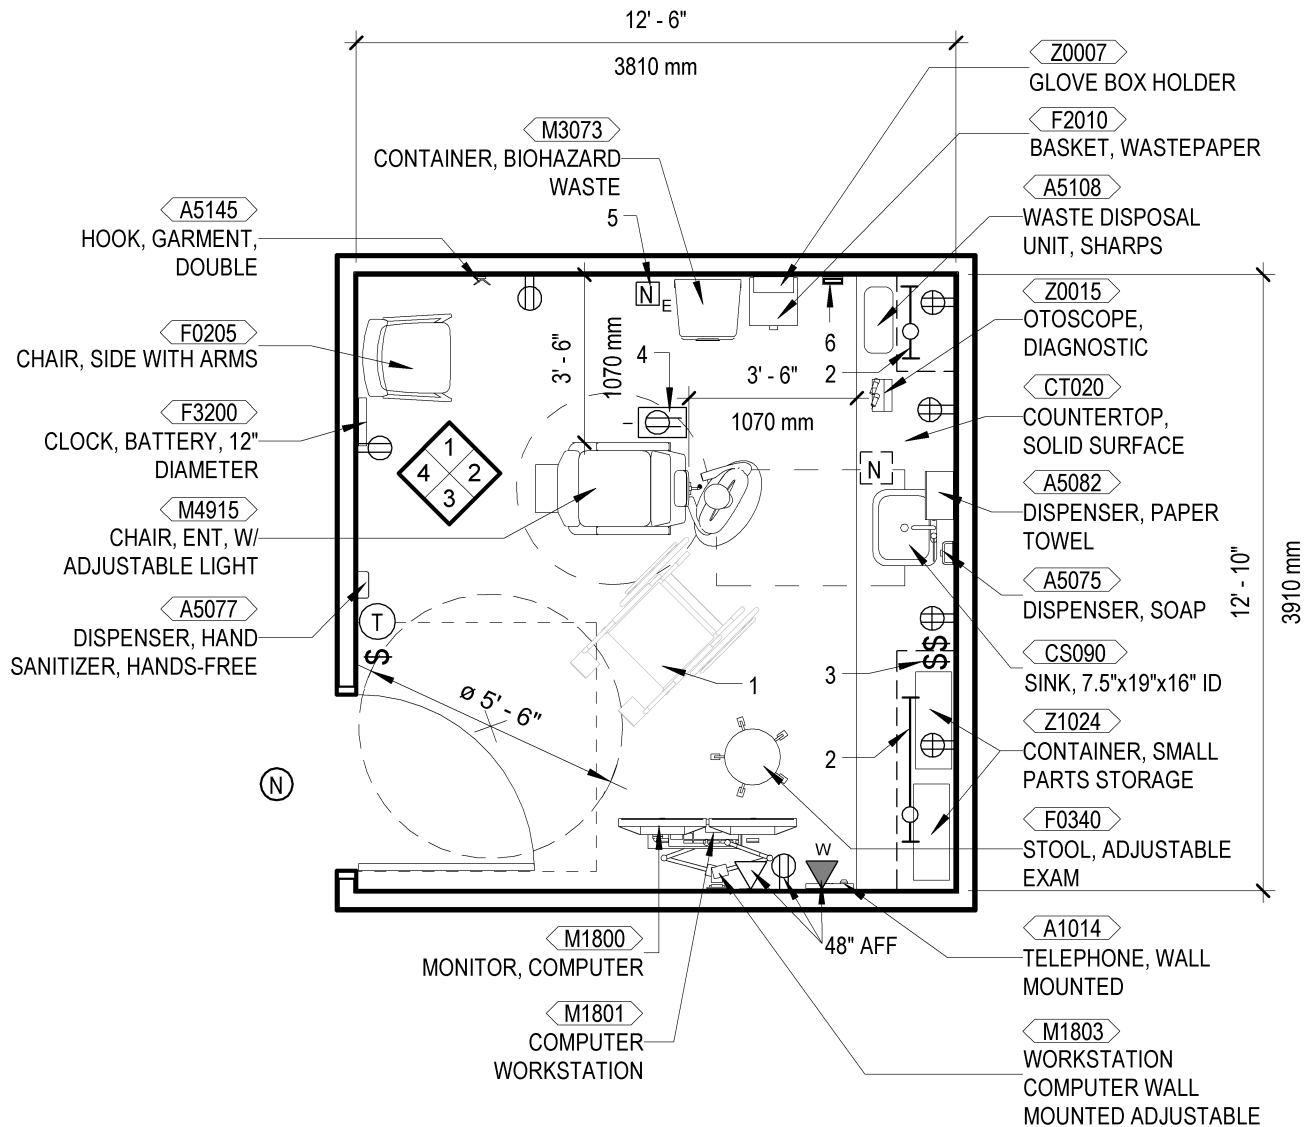 12' - 6"
3810 mm
Z0007
GLOVE BOX HOLDER
F2010
BASKET, WASTEPAPER
M3073
CONTAINER, BIOHAZARD
WASTE
5
A5108
WASTE DISPOSAL
UNIT, SHARPS
A5145
HOOK, GARMENT,
DOUBLE
N
E
6
2
Z0015
OTOSCOPE,
DIAGNOSTIC
F0205
CHAIR, SIDE WITH ARMS
3' - 6"
1070 mm
4
3' - 6"
1070 mm
CT020
COUNTERTOP,
SOLID SURFACE
F3200
CLOCK, BATTERY, 12"
DIAMETER
1
4 2
3
N
A5082
DISPENSER, PAPER
TOWEL
M4915
CHAIR, ENT, W/
ADJUSTABLE LIGHT
12' - 10"
3910 mm
A5075
DISPENSER, SOAP
A5077
DISPENSER, HAND
SANITIZER, HANDS-FREE
T
$
$$
$$
3
CS090
SINK, 7.5"x19"x16" ID
ø 5' - 6"
1
Z1024
CONTAINER, SMALL
PARTS STORAGE
2
N
F0340
STOOL, ADJUSTABLE
EXAM
W
48" AFF
M1800
MONITOR, COMPUTER
A1014
TELEPHONE, WALL
MOUNTED
M1801
COMPUTER
WORKSTATION
M1803
WORKSTATION
COMPUTER WALL
MOUNTED ADJUSTABLE